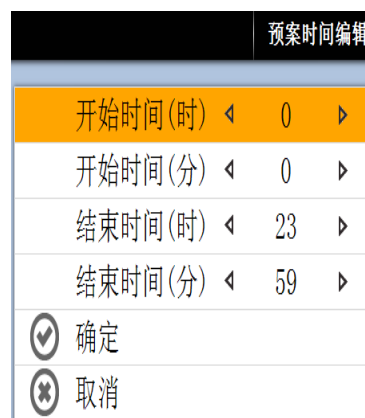 预案时间编辑
开始时间(时) 0
开始时间(分) 0
结束时间(时) 23
结束时间(分) 59
确定
取消